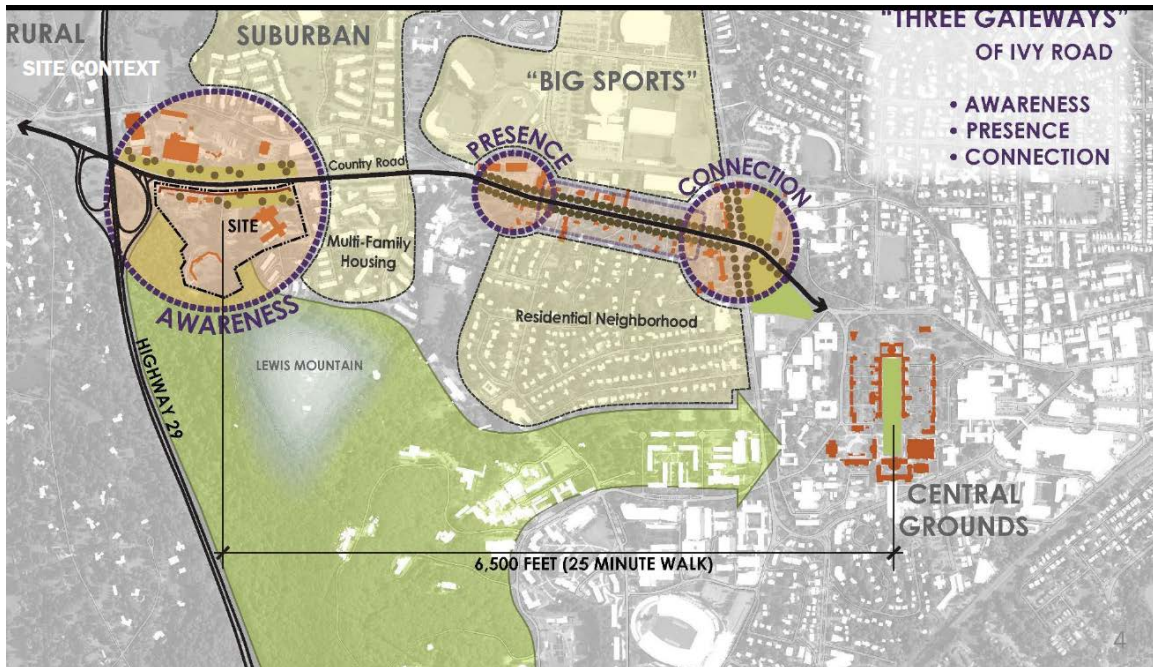 RURAL
SITE CONTEXT
SUBURBAN
"BIG SPORTS"
"THREE GATEWAYS"
OF IVY ROAD
• AWARENESS
• PRESENCE
• CONNECTION
PRESENCE
CONNECTION
Country Road
SITE
Multi-Family
Housing
AWARENESS
Residential Neighborhood
LEWIS MOUNTAIN
HIGHWAY 29
CENTRAL
GROUNDS
6,500 FEET (25 MINUTE WALK)
4